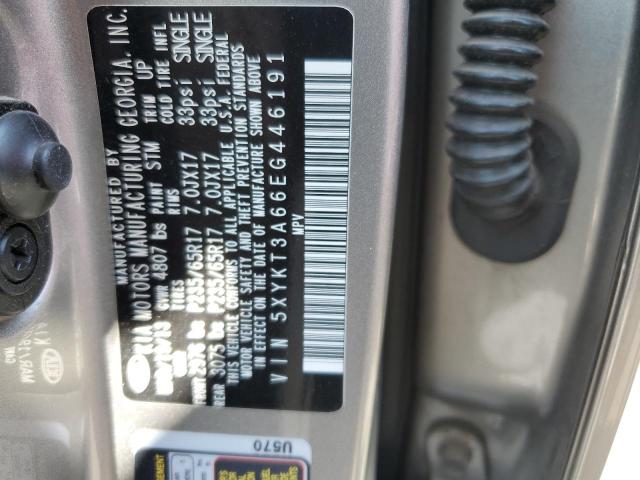 MANUFACTURED BY
KIA MOTORS MANUFACTURING GEORGIA, INC.
GVWR 4807 lbs PAINT STM TRIM UP
TIRES RIMS COLD TIRE INFL
FRNT P235/65R17 7.0JX17 33psi SINGLE
REAR 3075 lbs P235/65R17 7.0JX17 33psi SINGLE
THIS VEHICLE CONFORMS TO ALL APPLICABLE U.S.A. FEDERAL
MOTOR VEHICLE SAFETY AND THEFT PREVENTION STANDARDS
IN EFFECT ON THE DATE OF MANUFACTURE SHOWN ABOVE
VIN 5XYKT3A66EG446191
MPV
U570